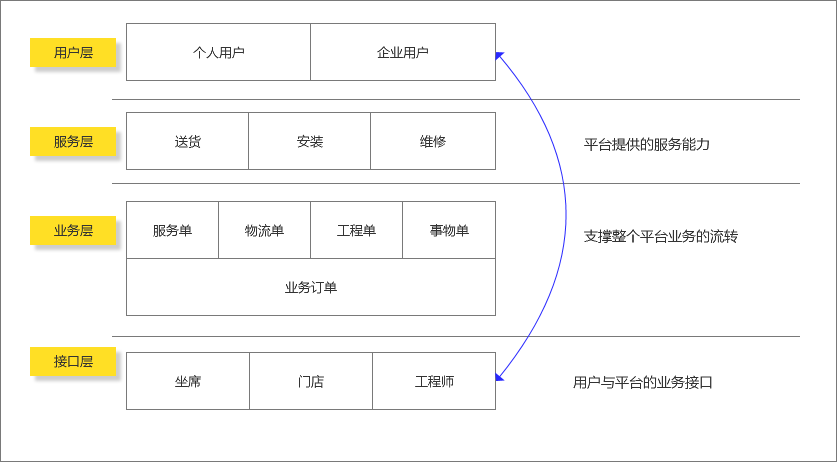 用户层
个人用户
企业用户
服务层
送货
安装
维修
平台提供的服务能力
业务层
服务单
物流单
工程单
事物单
支撑整个平台业务的流转
业务订单
接口层
坐席
门店
工程师
用户与平台的业务接口